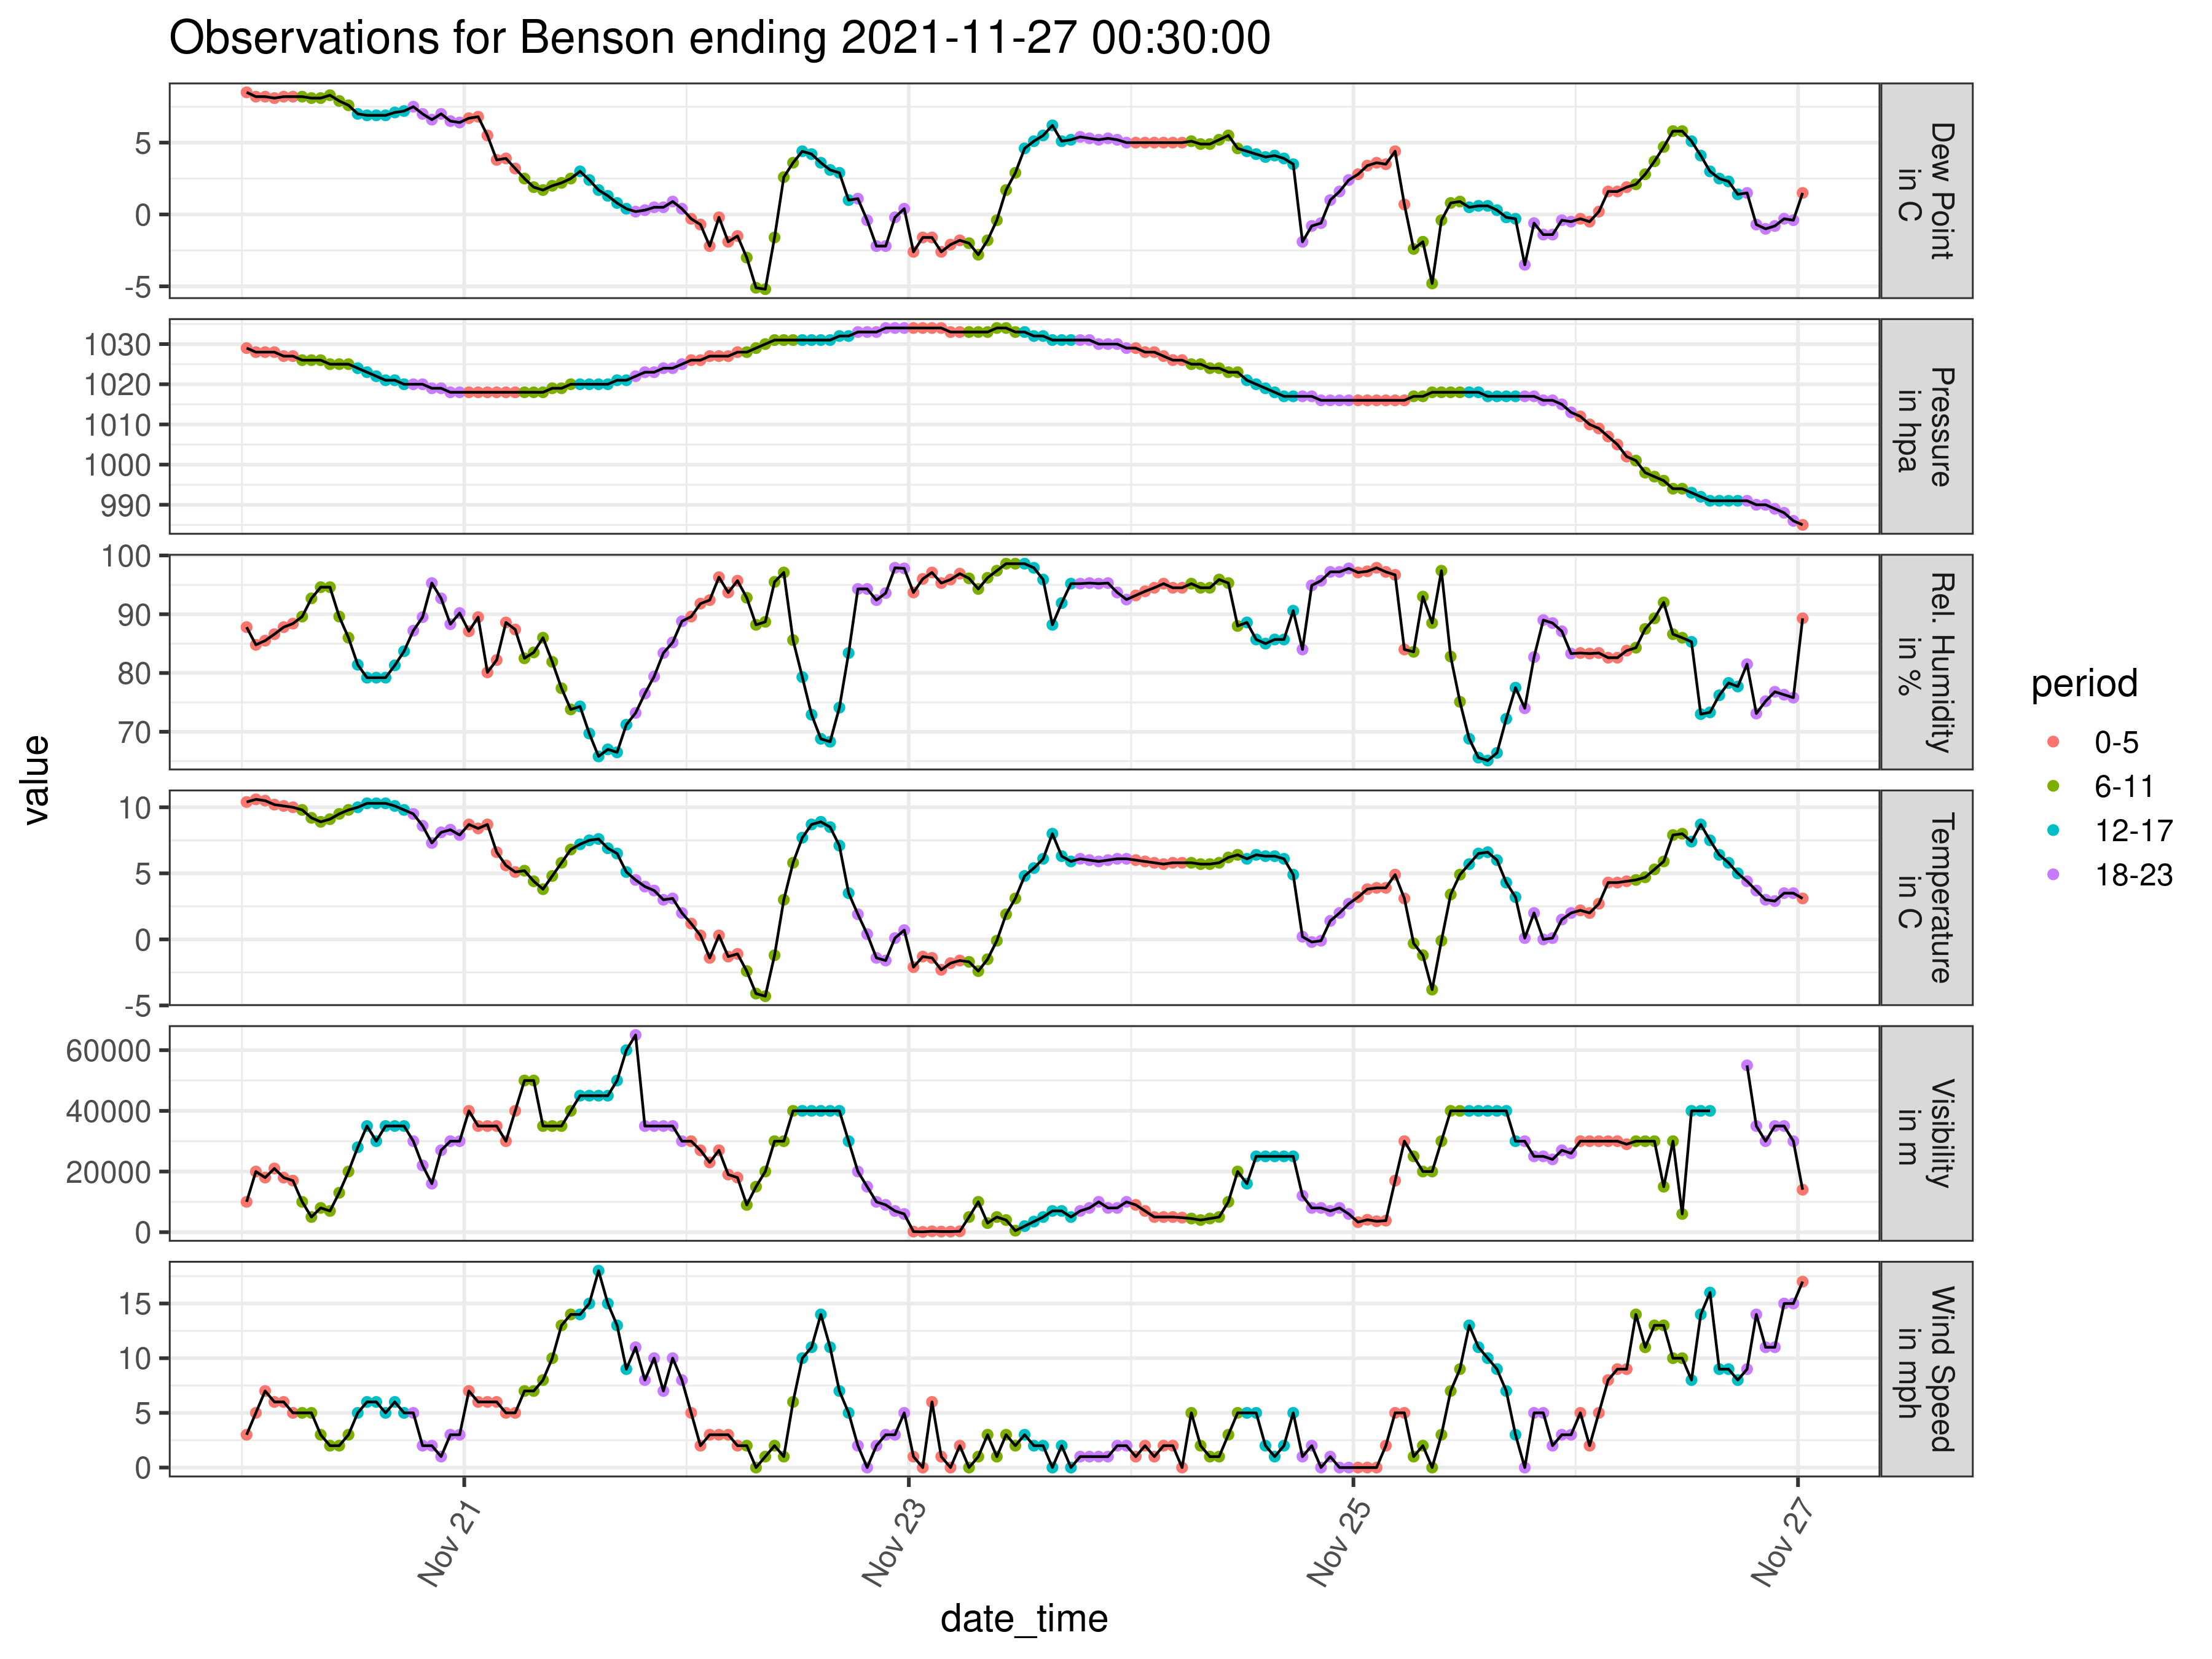 Observations for Benson ending 2021-11-27 00:30:00
value
5
0
-5
Dew Point
in C
1030
1020
1010
1000
990
Pressure
in hpa
100
90
80
70
Rel. Humidity
in %
10
5
0
-5
Temperature
in C
60000
40000
20000
0
Visibility
in m
15
10
5
0
Wind Speed
in mph
Nov 21
Nov 23
Nov 25
Nov 27
date_time
period
0-5
6-11
12-17
18-23